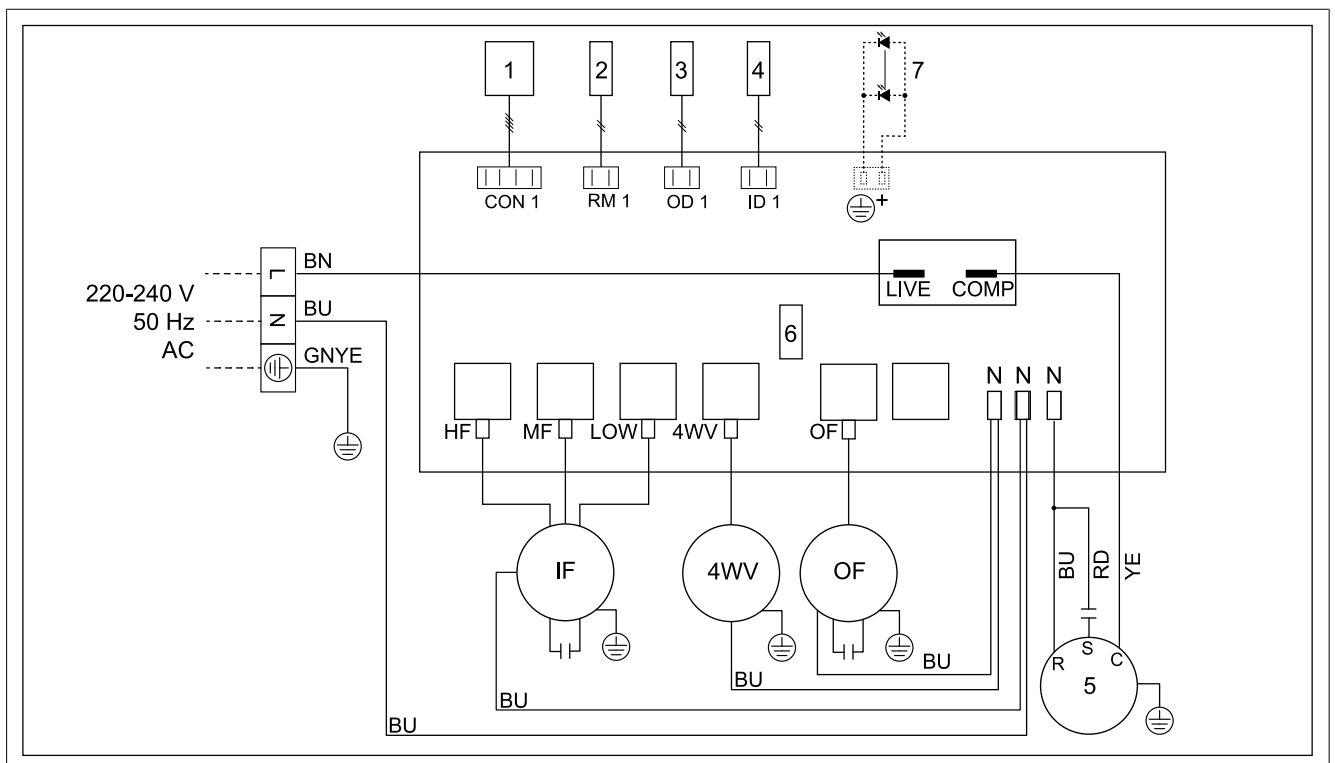 1
2
3
4
7
CON 1
RM 1
OD 1
ID 1
+
220-240 V
50 Hz
AC
L
N
BN
BU
GNYE
LIVE
COMP
6
HF
MF
LOW
4WV
OF
N N N
IF
4WV
OF
BU
RD
YE
R
S
C
5
BU
BU
BU
BU